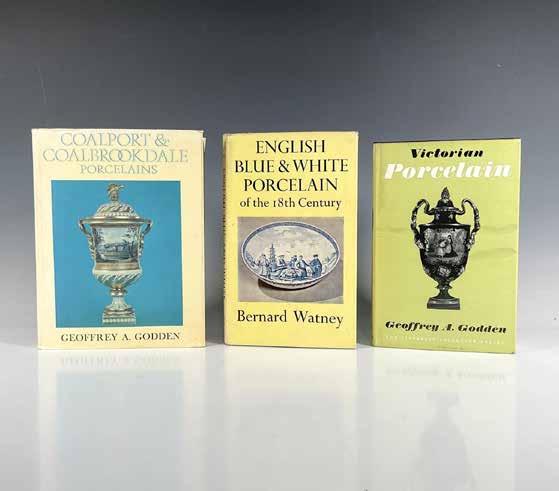 COALPORT &
COALBROOKDALE
PORCELAINS
GEOFFREY A. GODDEN
ENGLISH
BLUE & WHITE
PORCELAIN
of the 18th Century
Bernard Watney
Victorian
Porcelain
Geoffrey A. Godden